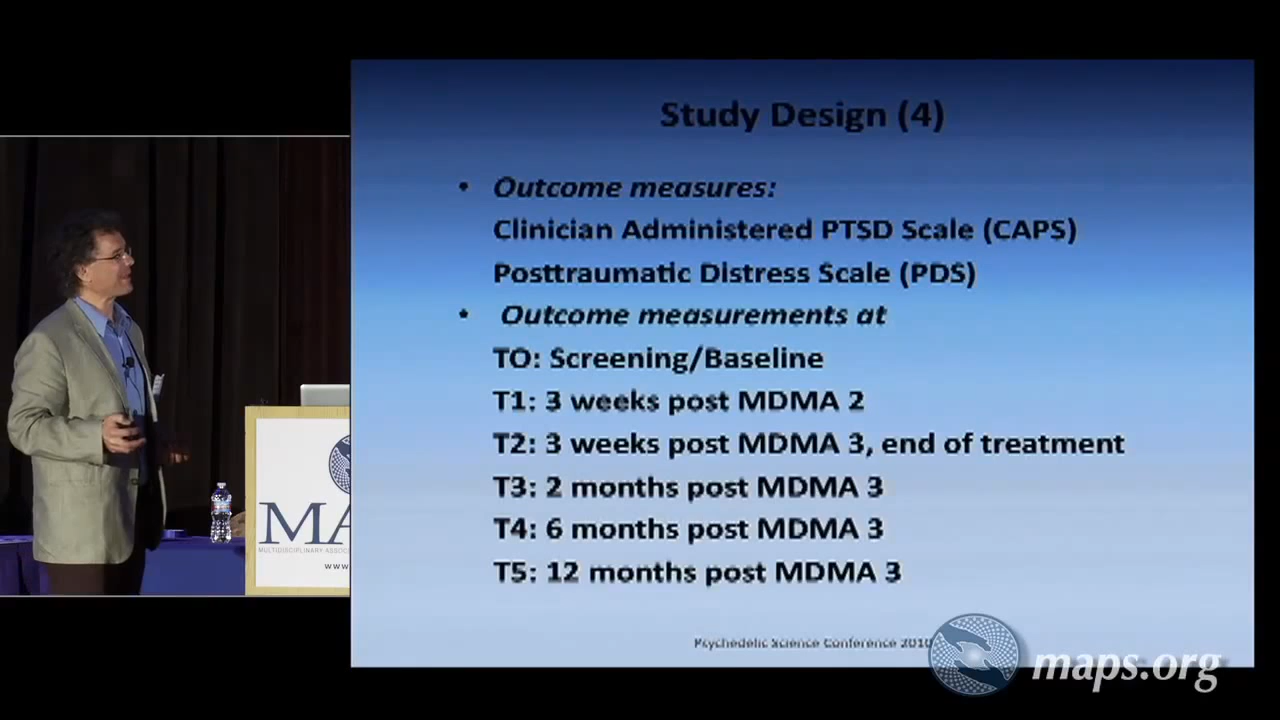 Study Design (4)
• Outcome measures:
Clinician Administered PTSD Scale (CAPS)
Posttraumatic Distress Scale (PDS)
• Outcome measurements at
TO: Screening/Baseline
T1: 3 weeks post MDMA 2
T2: 3 weeks post MDMA 3, end of treatment
T3: 2 months post MDMA 3
T4: 6 months post MDMA 3
T5: 12 months post MDMA 3
Psychedelic Science Conference 2010
maps.org
MA
MULTIDISCIPLINARY ASSOC
www.